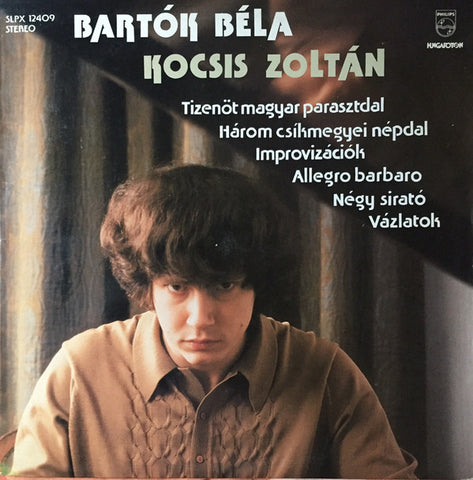 SLPX 12409
STEREO
BARTÓK BÉLA
KOCSIS ZOLTÁN
PHILIPS
HUNGAROTON
Tizenöt magyar parasztdal
Három csíkmegyei népdal
Improvizációk
Allegro barbaro
Négy sirató
Vázlatok